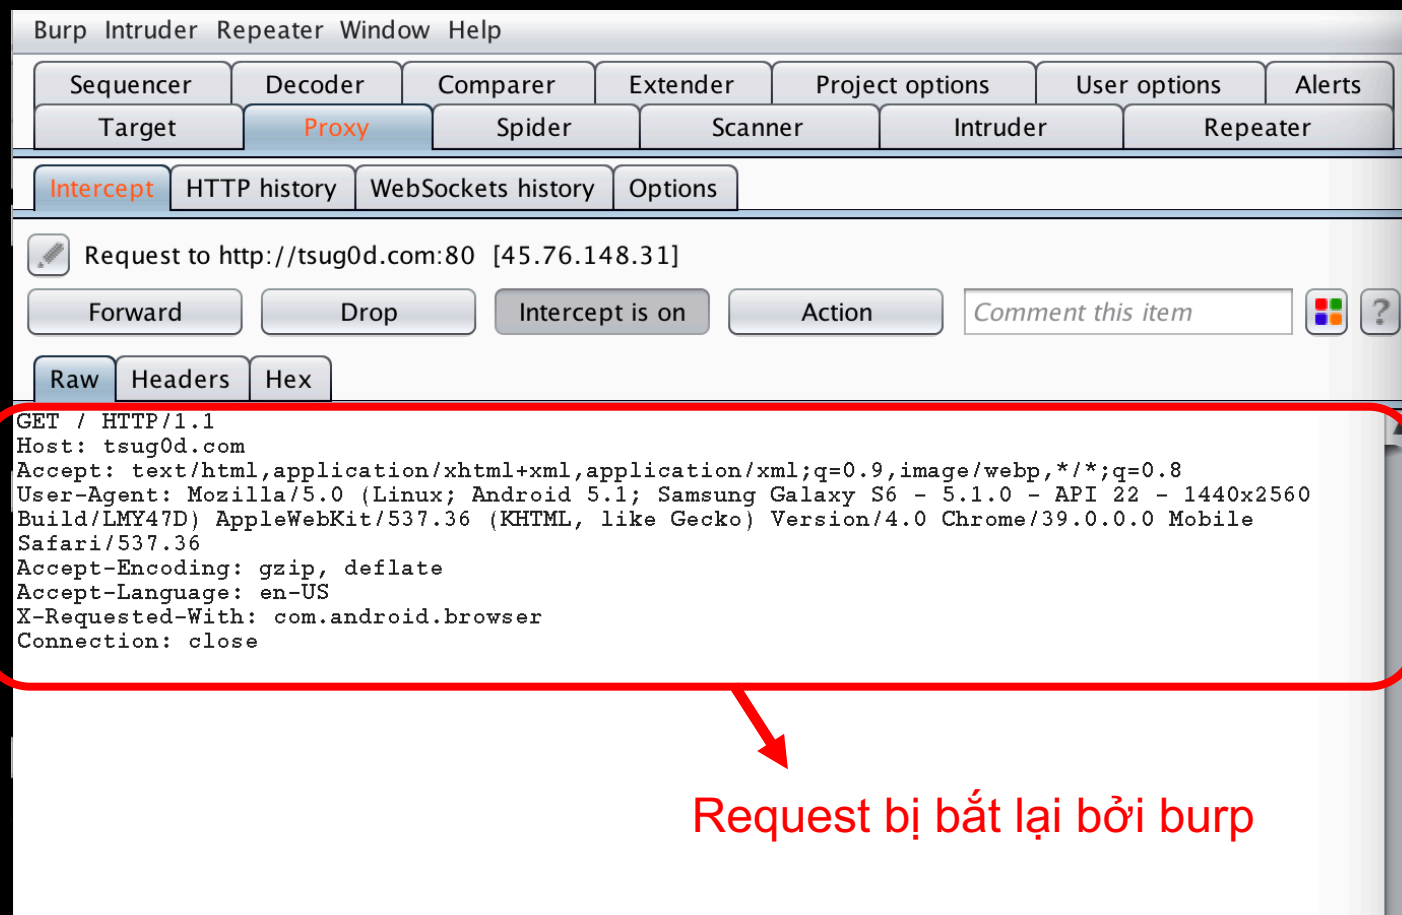 Burp Intruder Repeater Window Help
Sequencer Decoder Comparer Extender Project options User options Alerts
Target Proxy Spider Scanner Intruder Repeater
Intercept HTTP history WebSockets history Options
Request to http://tsug0d.com:80 [45.76.148.31]
Forward Drop Intercept is on Action Comment this item ?
Raw Headers Hex
GET / HTTP/1.1
Host: tsug0d.com
Accept: text/html,application/xhtml+xml,application/xml;q=0.9,image/webp,*/*;q=0.8
User-Agent: Mozilla/5.0 (Linux; Android 5.1; Samsung Galaxy S6 - 5.1.0 - API 22 - 1440x2560
Build/LMY47D) AppleWebKit/537.36 (KHTML, like Gecko) Version/4.0 Chrome/39.0.0.0 Mobile
Safari/537.36
Accept-Encoding: gzip, deflate
Accept-Language: en-US
X-Requested-With: com.android.browser
Connection: close
Request bị bắt lại bởi burp